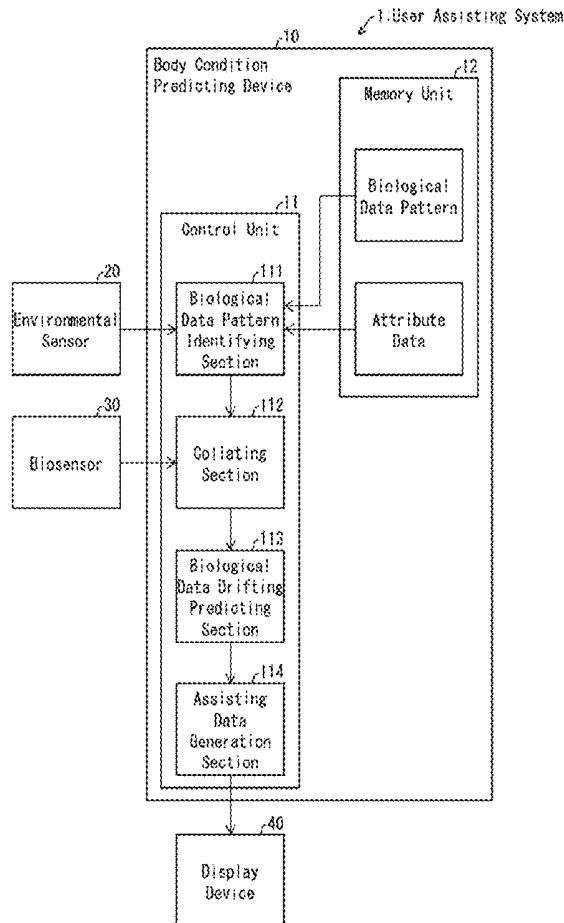 1:User Assisting System
10
Body Condition
Predicting Device
12
Memory Unit
Biological
Data Pattern
11
Control Unit
111
Biological
Data Pattern
Identifying
Section
Attribute
Data
20
Environmental
Sensor
112
Collating
Section
30
Biosensor
113
Biological
Data Drifting
Predicting
Section
114
Assisting
Data
Generation
Section
40
Display
Device